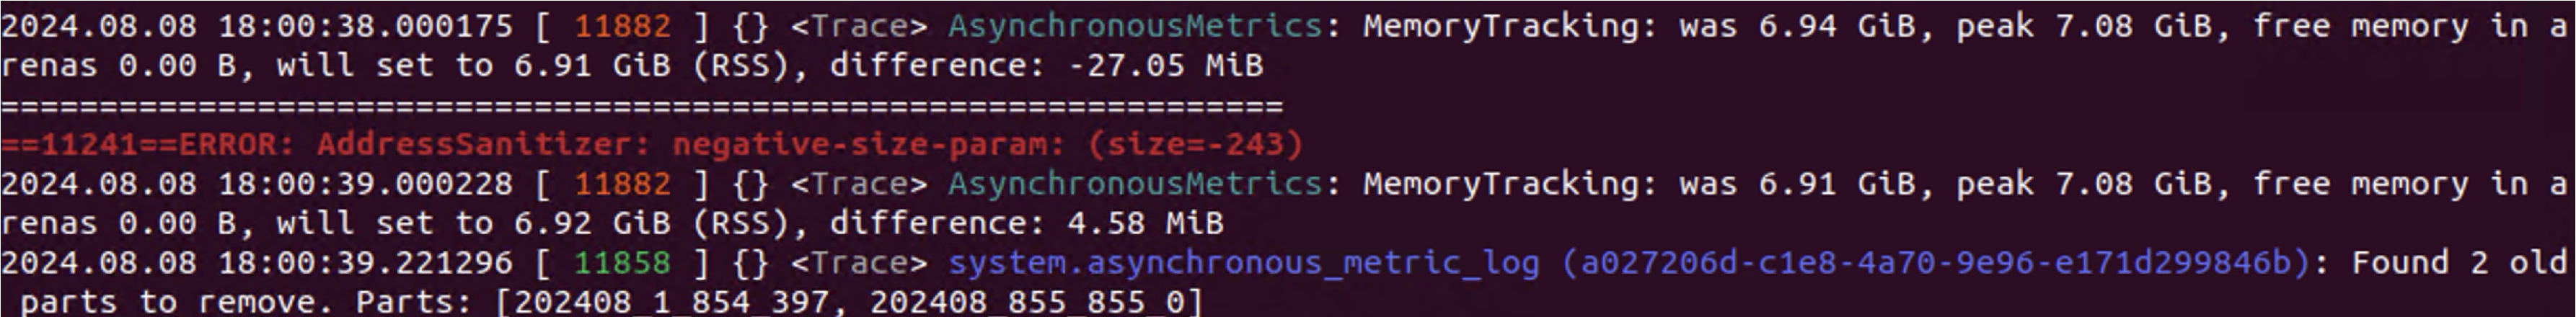 2024.08.08 18:00:38.000175 [ 11882 ] {} <Trace> AsynchronousMetrics: MemoryTracking: was 6.94 GiB, peak 7.08 GiB, free memory in a
renas 0.00 B, will set to 6.91 GiB (RSS), difference: -27.05 MiB
=================================================================
==11241==ERROR: AddressSanitizer: negative-size-param: (size=-243)
2024.08.08 18:00:39.000228 [ 11882 ] {} <Trace> AsynchronousMetrics: MemoryTracking: was 6.91 GiB, peak 7.08 GiB, free memory in a
renas 0.00 B, will set to 6.92 GiB (RSS), difference: 4.58 MiB
2024.08.08 18:00:39.221296 [ 11858 ] {} <Trace> system.asynchronous_metric_log (a027206d-c1e8-4a70-9e96-e171d299846b): Found 2 old
 parts to remove. Parts: [202408_1_854_397, 202408_855_855_0]